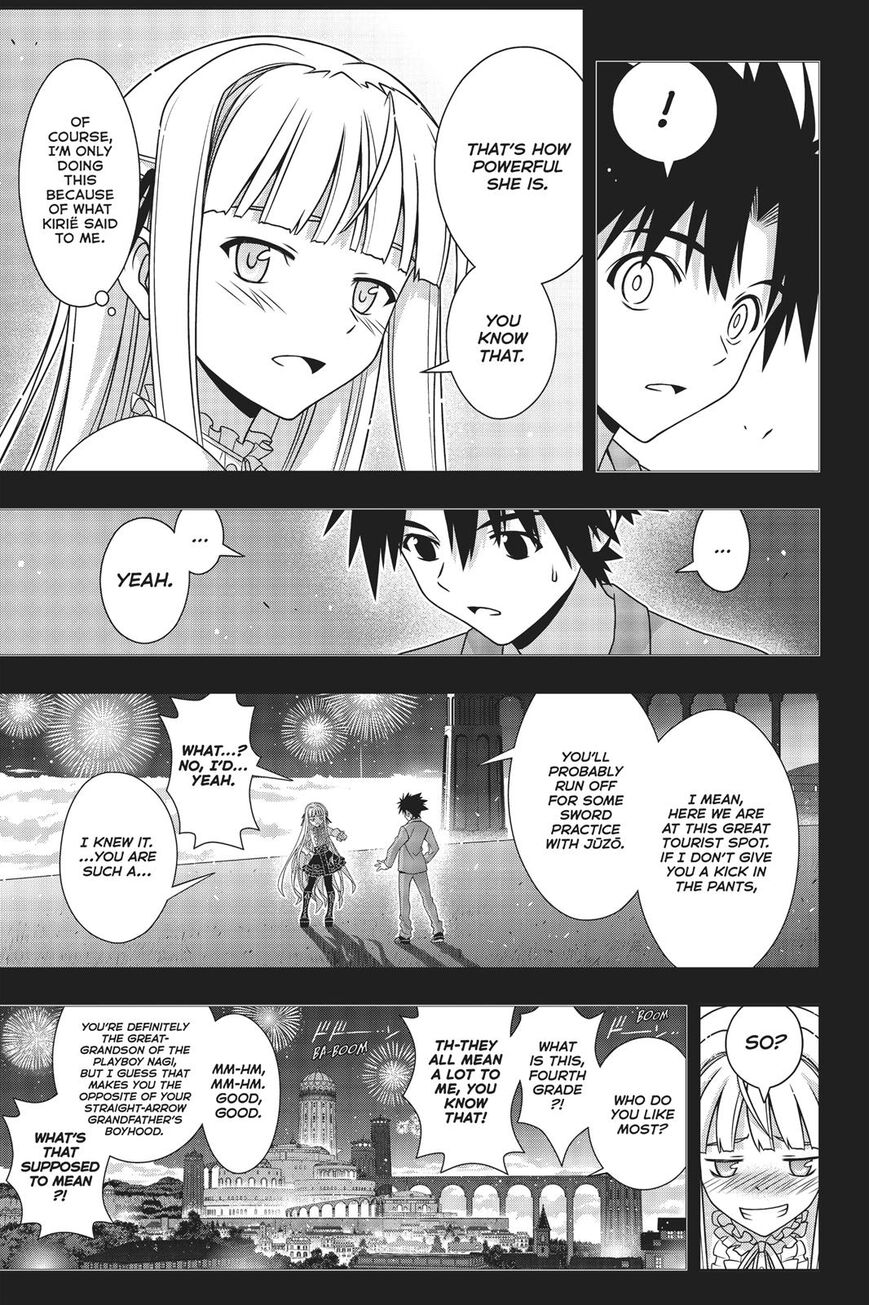 !
THAT'S HOW
POWERFUL
SHE IS.
YOU
KNOW
THAT.
OF
COURSE,
I'M ONLY
DOING
THIS
BECAUSE
OF WHAT
KIRIË SAID
TO ME.
...
...
YEAH.
I MEAN,
HERE WE ARE
AT THIS GREAT
TOURIST SPOT.
IF I DON'T GIVE
YOU A KICK IN
THE PANTS,
YOU'LL
PROBABLY
RUN OFF
FOR SOME
SWORD
PRACTICE
WITH JŪZŌ.
WHAT...?
NO, I'D...
YEAH.
I KNEW IT.
...YOU ARE
SUCH A...
SO?
BOOM
ドー
WHO DO
YOU LIKE
MOST?
WHAT
IS THIS,
FOURTH
GRADE
?!
TH-THEY
ALL MEAN
A LOT TO
ME, YOU
KNOW
THAT!
ドドー
BA-BOOM
MM-HM,
MM-HM.
GOOD,
GOOD.
YOU'RE DEFINITELY
THE GREAT-
GRANDSON OF THE
PLAYBOY NAGI,
BUT I GUESS THAT
MAKES YOU THE
OPPOSITE OF YOUR
STRAIGHT-ARROW
GRANDFATHER'S
BOYHOOD.
WHAT'S
THAT
SUPPOSED
TO MEAN
?!